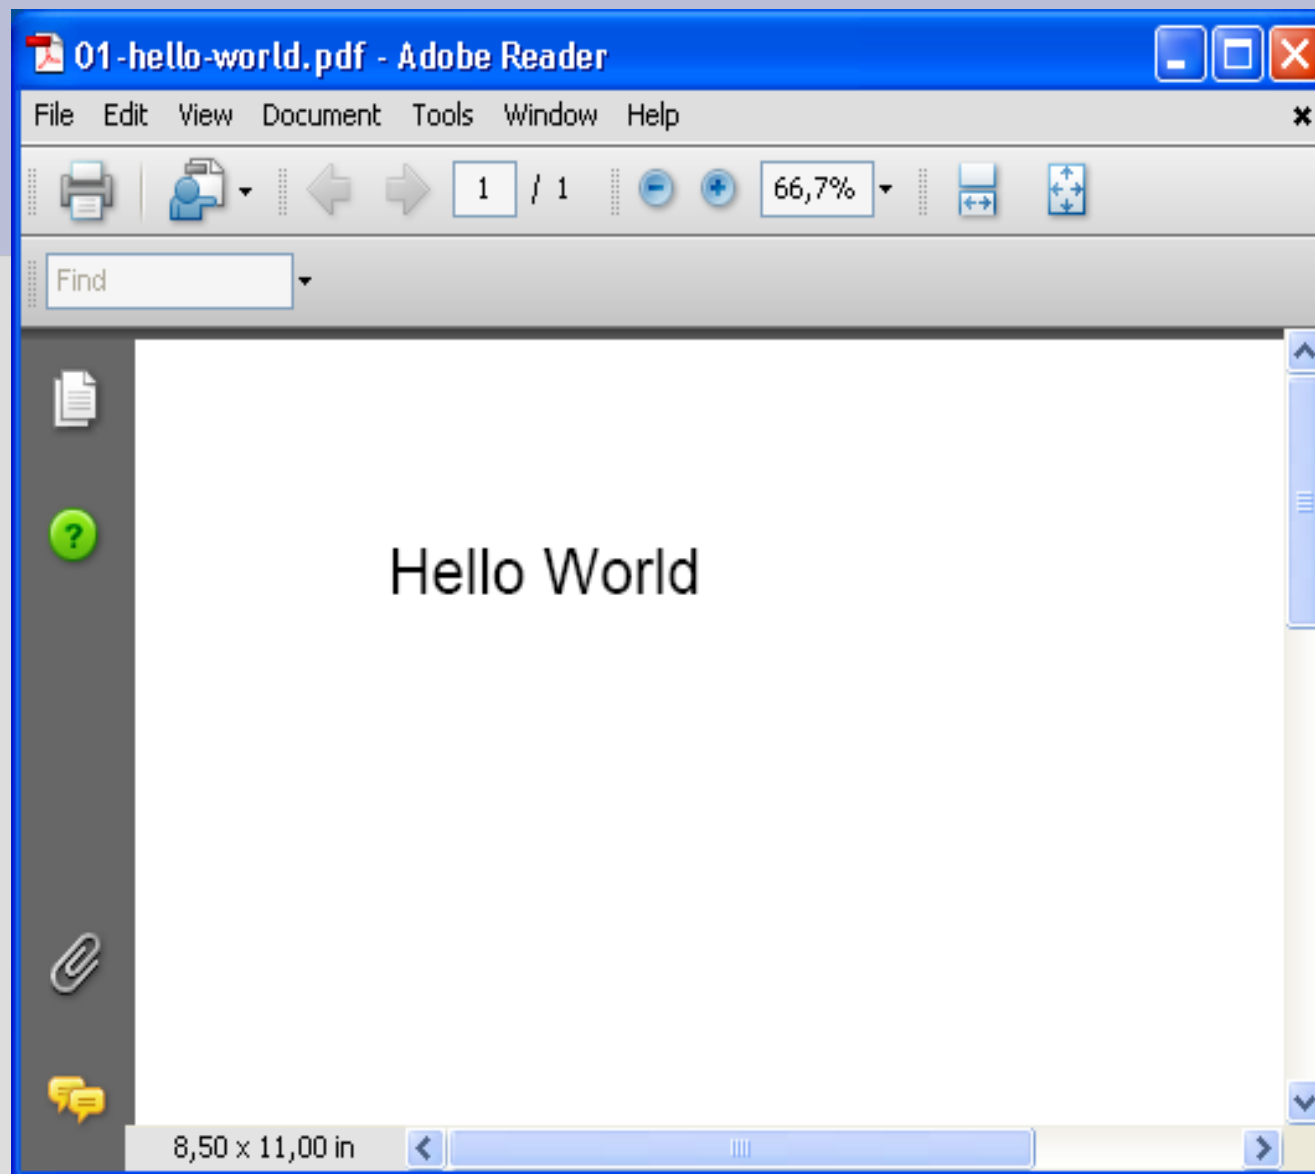 01-hello-world.pdf - Adobe Reader
File Edit View Document Tools Window Help
1 / 1 66,7%
Find
?
Hello World
8,50 x 11,00 in